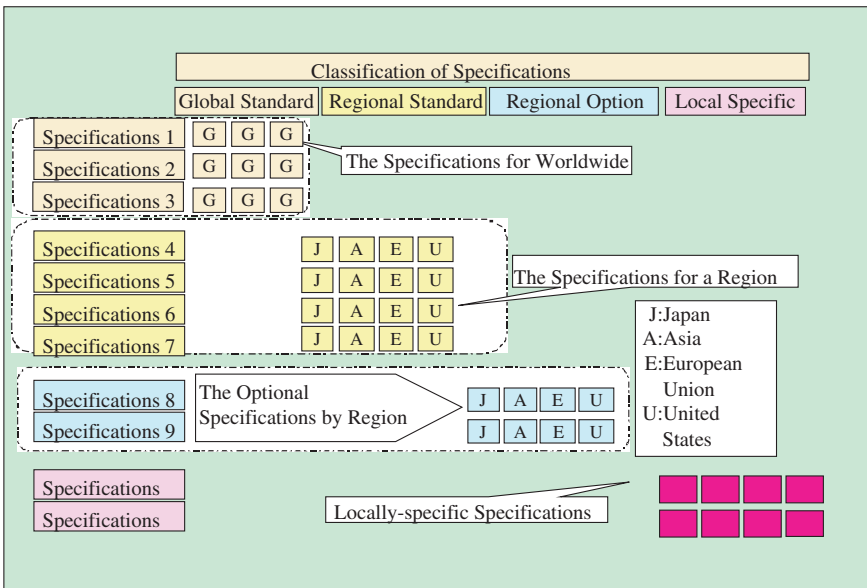 Classification of Specifications
Global Standard Regional Standard Regional Option Local Specific
Specifications 1 G G G
The Specifications for Worldwide
Specifications 2 G G G
Specifications 3 G G G
Specifications 4 J A E U
Specifications 5 J A E U
The Specifications for a Region
Specifications 6 J A E U
Specifications 7 J A E U
J:Japan
A:Asia
E:European
Union
U:United
States
Specifications 8 J A E U
The Optional
Specifications by Region
Specifications 9 J A E U
Specifications
Specifications
Locally-specific Specifications